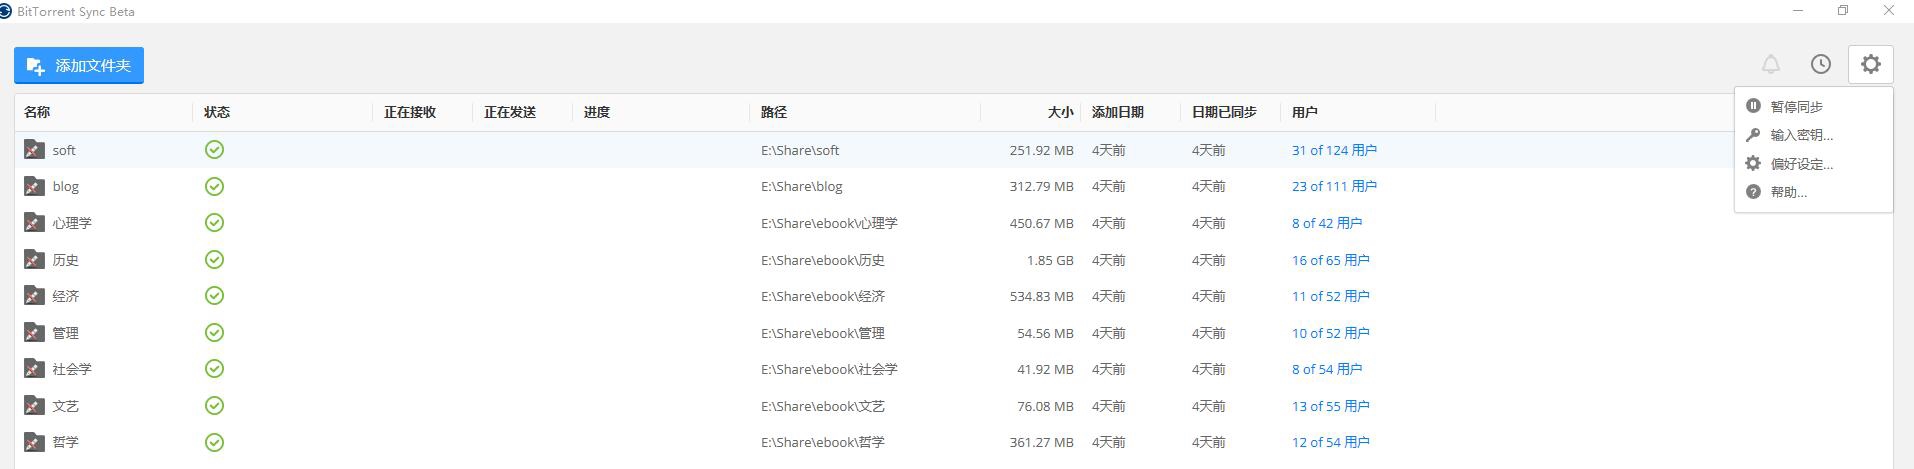 BitTorrent Sync Beta
添加文件夹
名称 状态 正在接收 正在发送 进度 路径 大小 添加日期 日期已同步 用户
暂停同步
输入密钥...
偏好设定...
帮助...
soft E:\Share\soft 251.92 MB 4天前 4天前 31 of 124 用户
blog E:\Share\blog 312.79 MB 4天前 4天前 23 of 111 用户
心理学 E:\Share\ebook\心理学 450.67 MB 4天前 4天前 8 of 42 用户
历史 E:\Share\ebook\历史 1.85 GB 4天前 4天前 16 of 65 用户
经济 E:\Share\ebook\经济 534.83 MB 4天前 4天前 11 of 52 用户
管理 E:\Share\ebook\管理 54.56 MB 4天前 4天前 10 of 52 用户
社会学 E:\Share\ebook\社会学 41.92 MB 4天前 4天前 8 of 54 用户
文艺 E:\Share\ebook\文艺 76.08 MB 4天前 4天前 13 of 55 用户
哲学 E:\Share\ebook\哲学 361.27 MB 4天前 4天前 12 of 54 用户